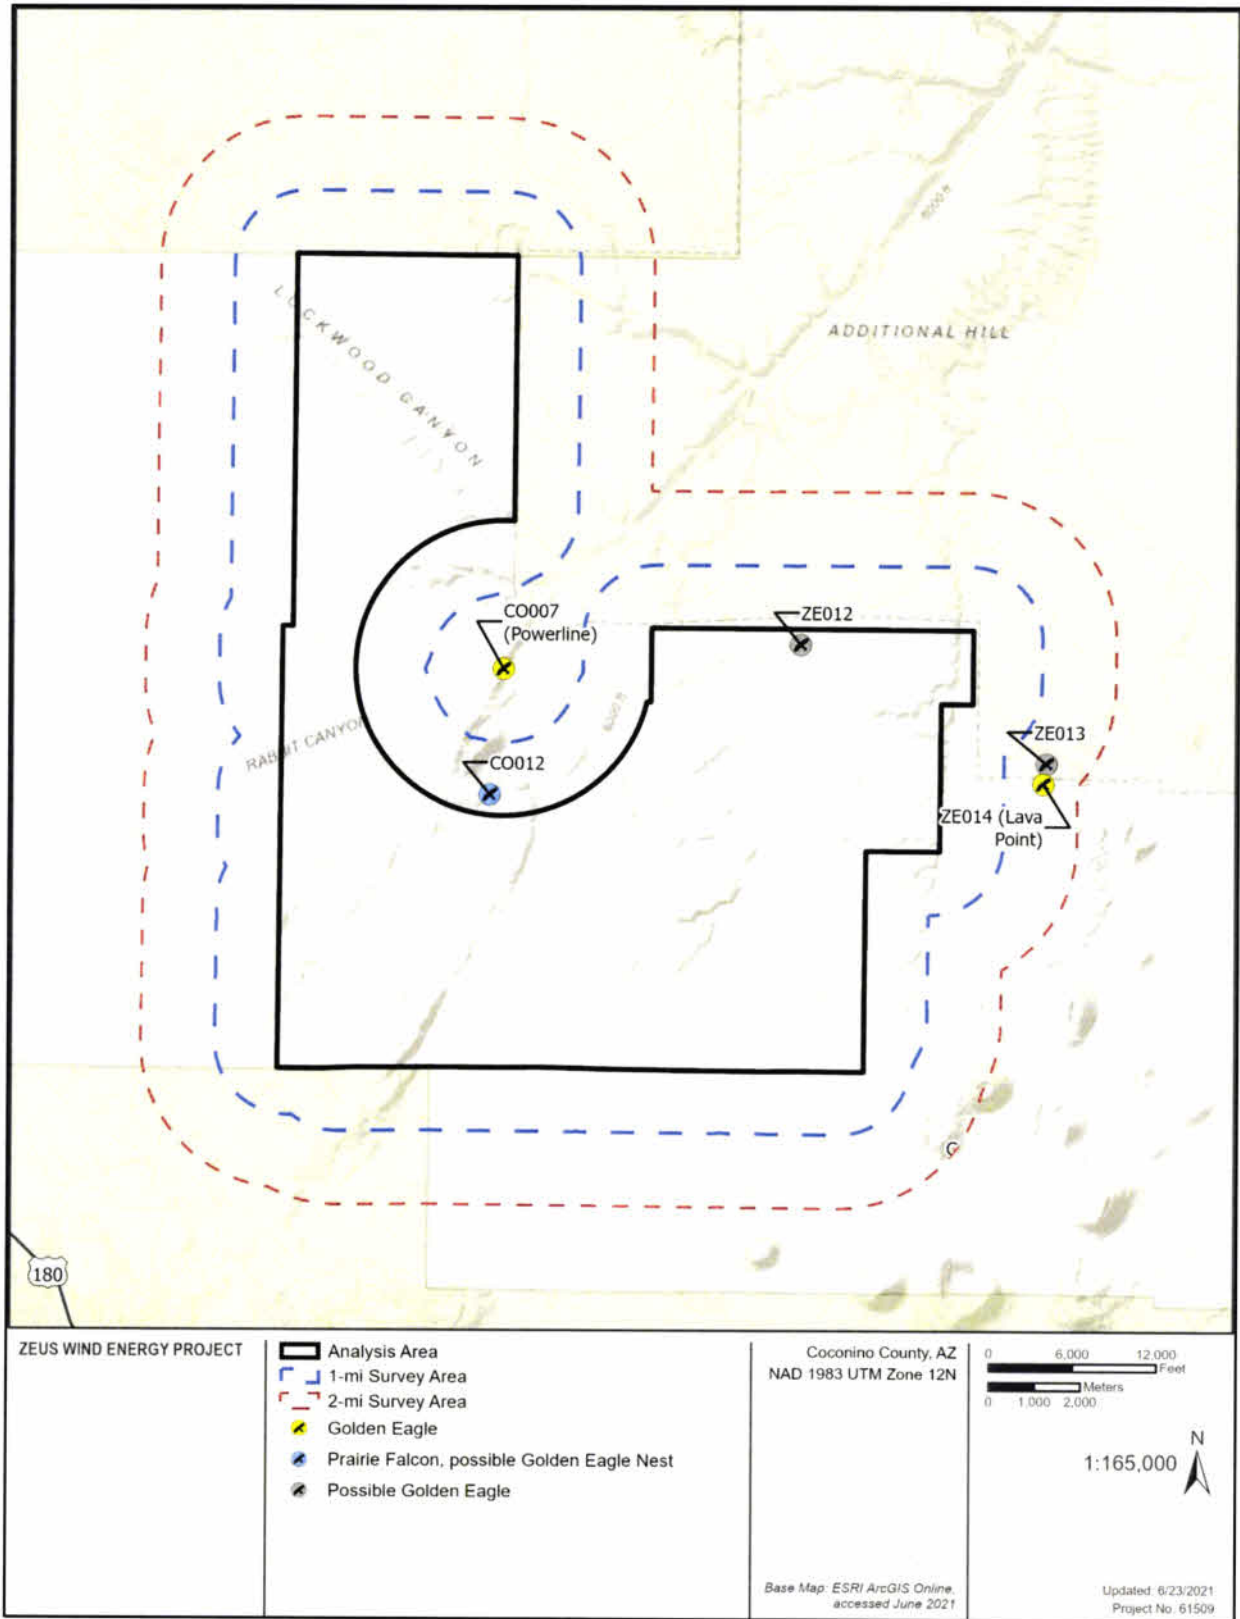 6000 ft
ADDITIONAL HILL
LOCKWOOD CANYON
CO007
(Powerline)
ZE012
6000 ft
RABBIT CANYON
CO012
ZE013
ZE014 (Lava
Point)
C
180
ZEUS WIND ENERGY PROJECT
Analysis Area
1-mi Survey Area
2-mi Survey Area
Golden Eagle
Prairie Falcon, possible Golden Eagle Nest
Possible Golden Eagle
Coconino County, AZ
NAD 1983 UTM Zone 12N
Base Map: ESRI ArcGIS Online,
accessed June 2021
0 6,000 12,000
Feet
Meters
0 1,000 2,000
N
1:165,000
Updated: 6/23/2021
Project No. 61509